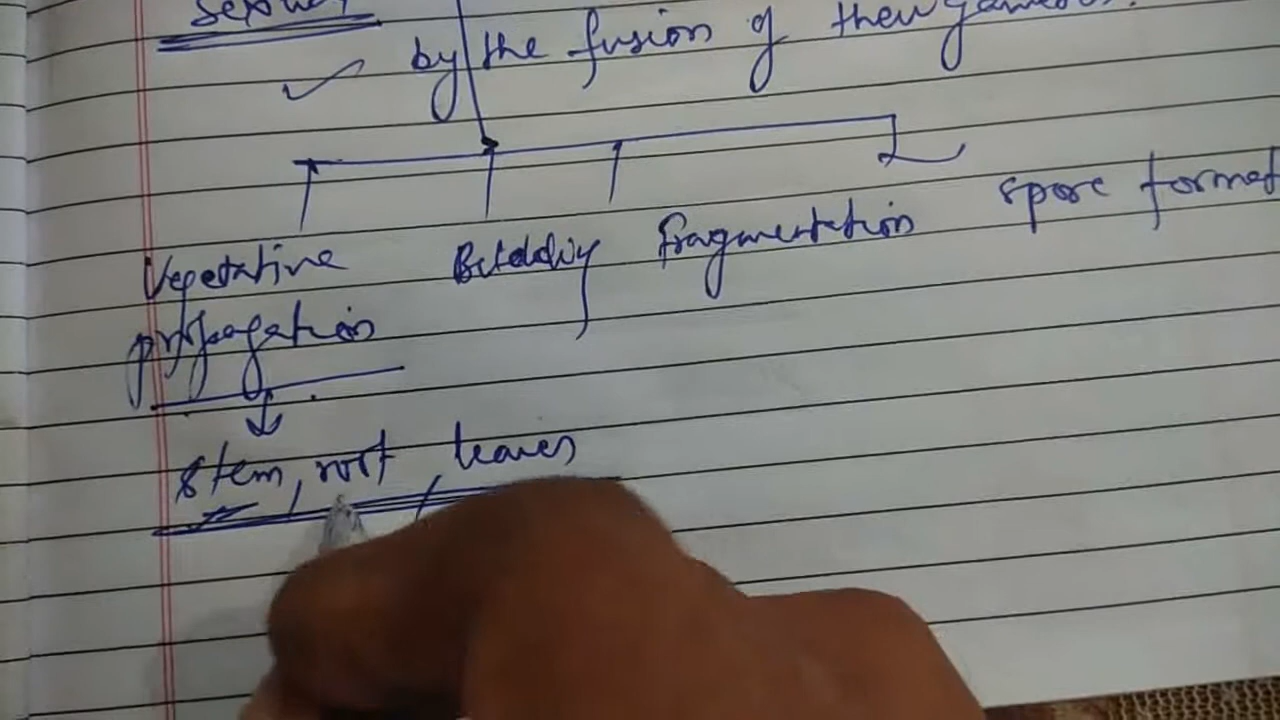 by the fusion of their gametes.
Vegetative Budding fragmentation spore format
propagation
stem, root, leaves